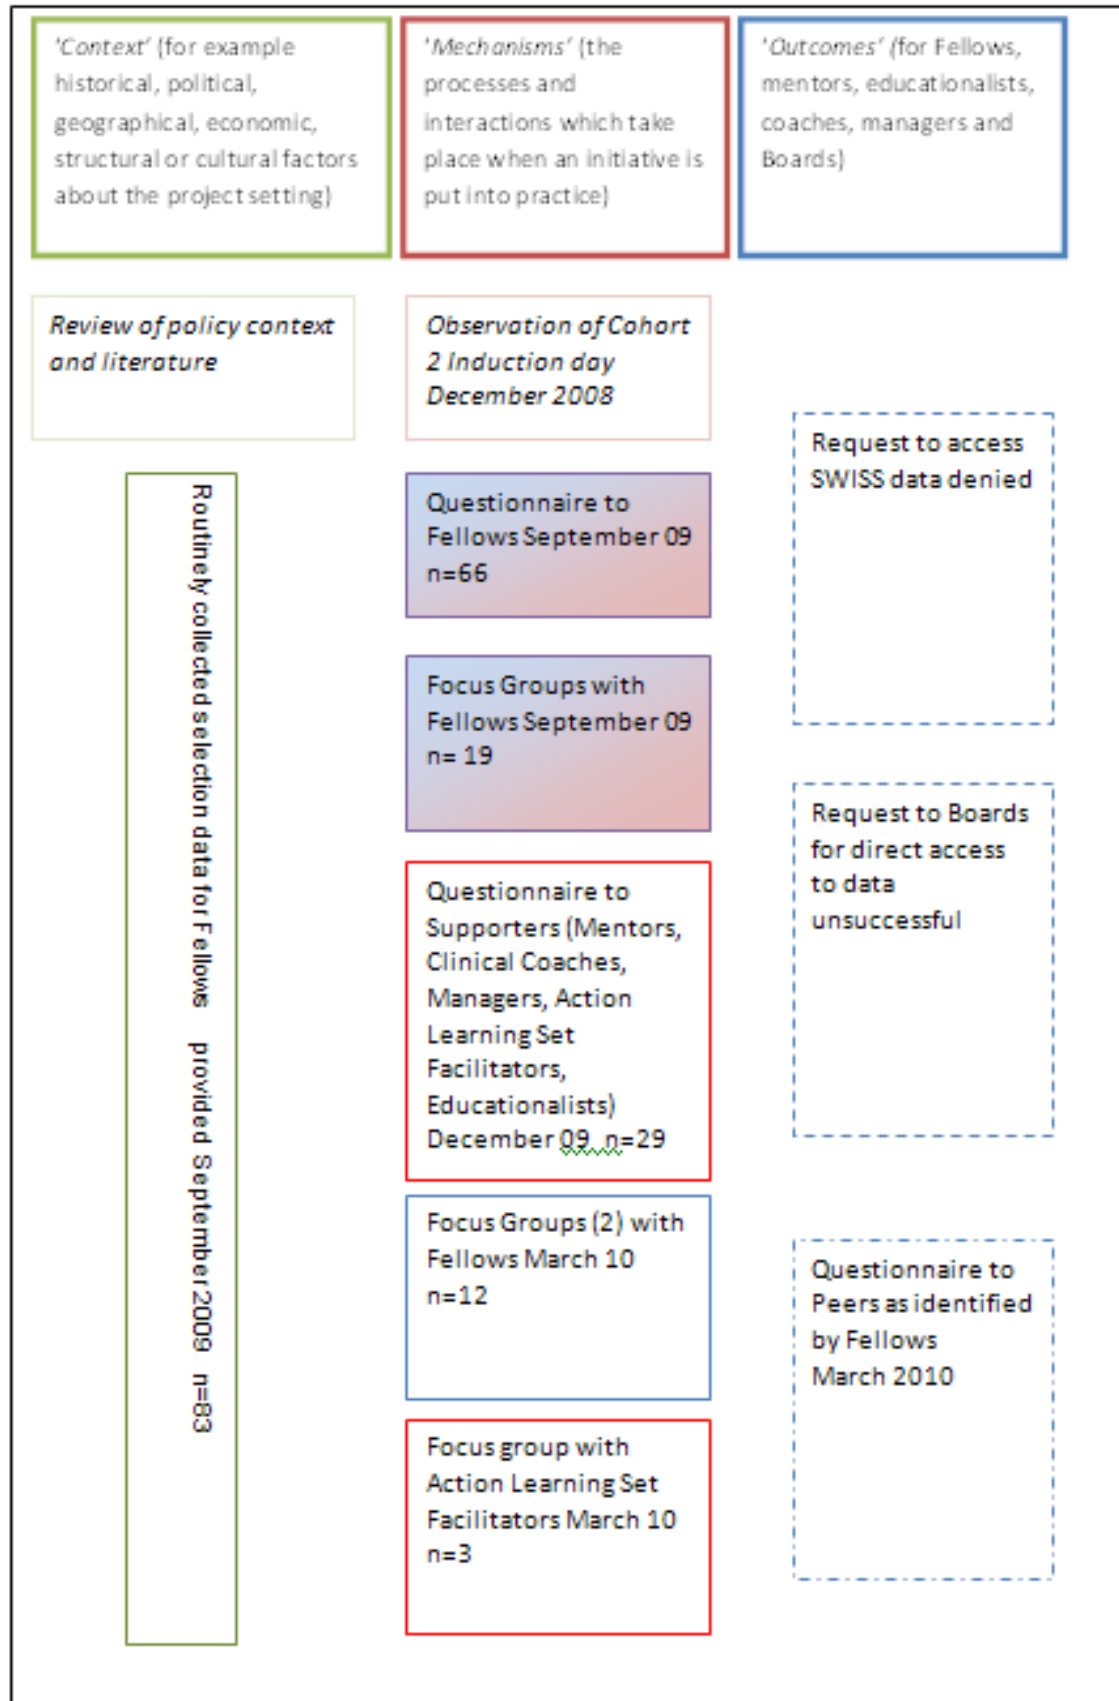 'Context' (for example
historical, political,
geographical, economic,
structural or cultural factors
about the project setting)
'Mechanisms' (the
processes and
interactions which take
place when an initiative is
put into practice)
'Outcomes' (for Fellows,
mentors, educationalists,
coaches, managers and
Boards)
Review of policy context
and literature
Observation of Cohort
2 Induction day
December 2008
Routinely collected selection data for Fellows provided September 2009 n=83
Questionnaire to
Fellows September 09
n=66
Focus Groups with
Fellows September 09
n= 19
Questionnaire to
Supporters (Mentors,
Clinical Coaches,
Managers, Action
Learning Set
Facilitators,
Educationalists)
December 09 n=29
Focus Groups (2) with
Fellows March 10
n=12
Focus group with
Action Learning Set
Facilitators March 10
n=3
Request to access
SWISS data denied
Request to Boards
for direct access
to data
unsuccessful
Questionnaire to
Peers as identified
by Fellows
March 2010